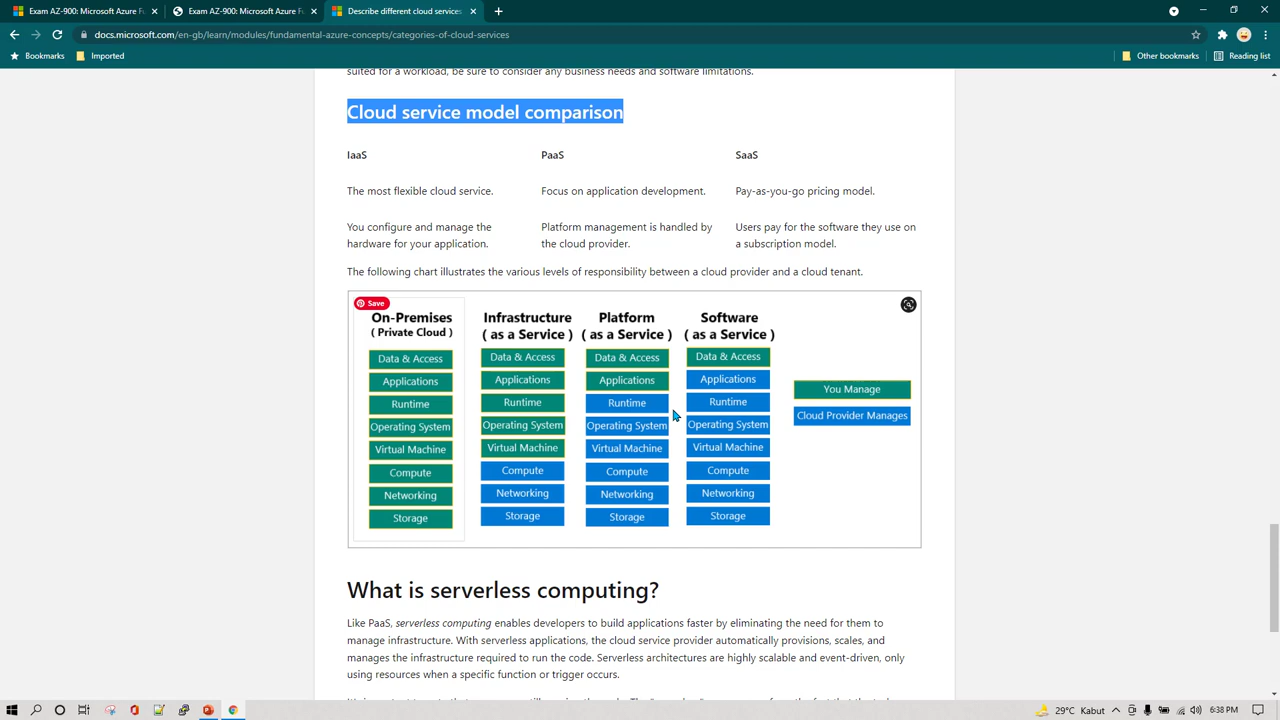 Exam AZ-900: Microsoft Azure Fu
Exam AZ-900: Microsoft Azure Fu
Describe different cloud services
docs.microsoft.com/en-gb/learn/modules/fundamental-azure-concepts/categories-of-cloud-services
Bookmarks
Imported
Other bookmarks
Reading list
suited for a workload, be sure to consider any business needs and software limitations.
Cloud service model comparison
IaaS
PaaS
SaaS
The most flexible cloud service.
Focus on application development.
Pay-as-you-go pricing model.
You configure and manage the
hardware for your application.
Platform management is handled by
the cloud provider.
Users pay for the software they use on
a subscription model.
The following chart illustrates the various levels of responsibility between a cloud provider and a cloud tenant.
Save
On-Premises
( Private Cloud )
Data & Access
Applications
Runtime
Operating System
Virtual Machine
Compute
Networking
Storage
Infrastructure
( as a Service )
Data & Access
Applications
Runtime
Operating System
Virtual Machine
Compute
Networking
Storage
Platform
( as a Service )
Data & Access
Applications
Runtime
Operating System
Virtual Machine
Compute
Networking
Storage
Software
( as a Service )
Data & Access
Applications
Runtime
Operating System
Virtual Machine
Compute
Networking
Storage
You Manage
Cloud Provider Manages
What is serverless computing?
Like PaaS, serverless computing enables developers to build applications faster by eliminating the need for them to
manage infrastructure. With serverless applications, the cloud service provider automatically provisions, scales, and
manages the infrastructure required to run the code. Serverless architectures are highly scalable and event-driven, only
using resources when a specific function or trigger occurs.
29°C Kabut
6:38 PM